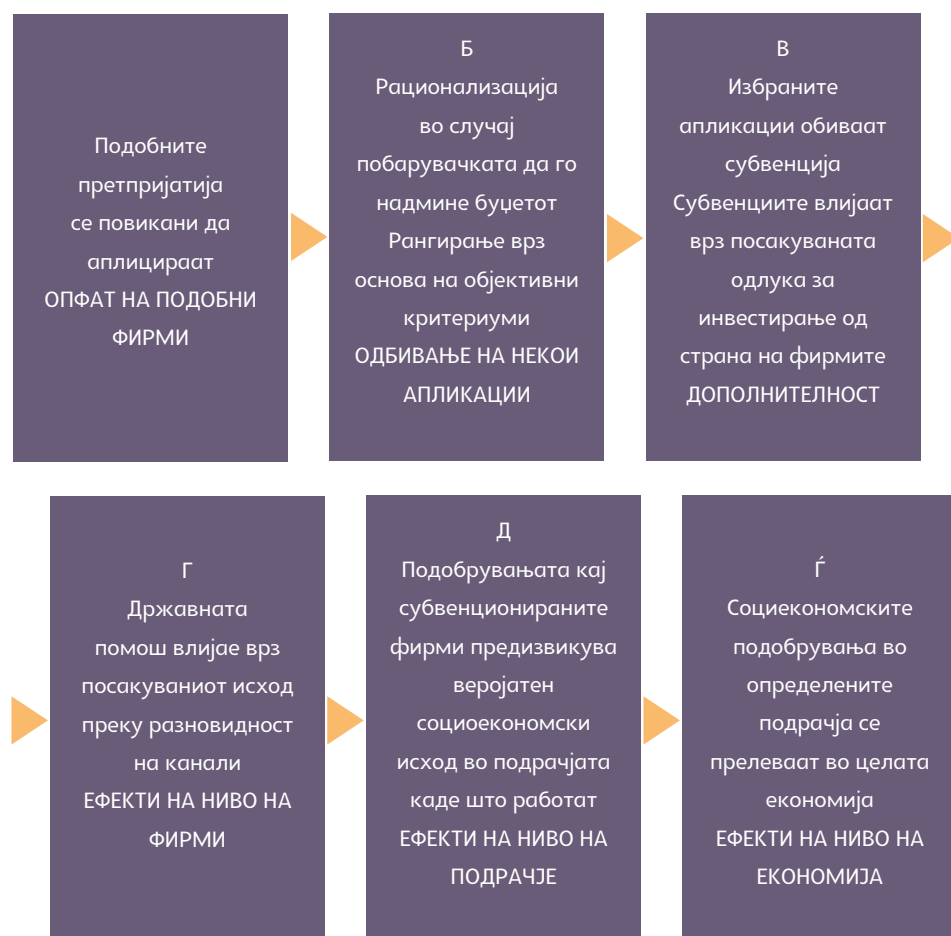 Подобните
претпријатија
се повикани да
аплицираат
ОПФАТ НА ПОДОБНИ
ФИРМИ
Б
Рационализација
во случај
побарувачката да го
надмине буџетот
Рангирање врз
основа на објективни
критериуми
ОДБИВАЊЕ НА НЕКОИ
АПЛИКАЦИИ
В
Избраните
апликации обиваат
субвенција
Субвенциите влијаат
врз посакуваната
одлука за
инвестирање од
страна на фирмите
ДОПОЛНИТЕЛНОСТ
Г
Државната
помош влијае врз
посакуваниот исход
преку разновидност
на канали
ЕФЕКТИ НА НИВО НА
ФИРМИ
Д
Подобрувањата кај
субвенционираните
фирми предизвикува
веројатен
социоекономски
исход во подрачјата
каде што работат
ЕФЕКТИ НА НИВО НА
ПОДРАЧЈЕ
Ѓ
Социекономските
подобрувања во
определените
подрачја се
прелеваат во целата
економија
ЕФЕКТИ НА НИВО НА
ЕКОНОМИЈА